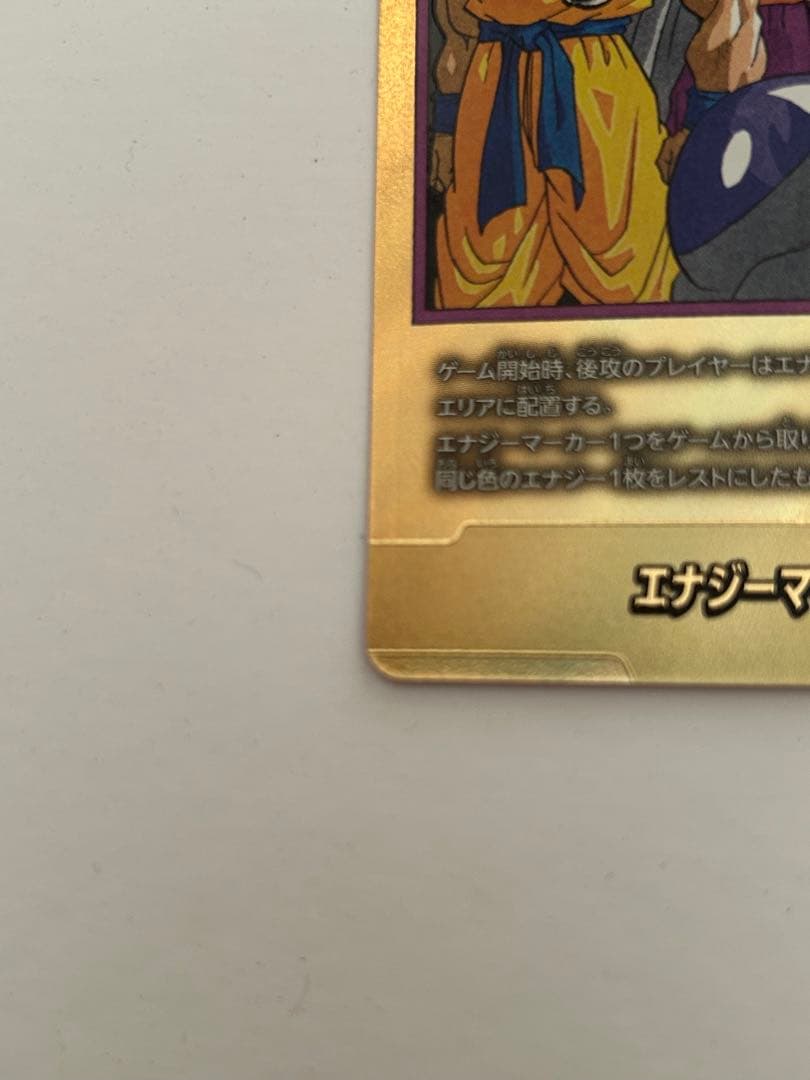 ゲーム開始時、後攻のプレイヤーはエナ
エリアに配置する。
エナジーマーカー1つをゲームから取り
同じ色のエナジー1枚をレストにしたも
エナジーマ